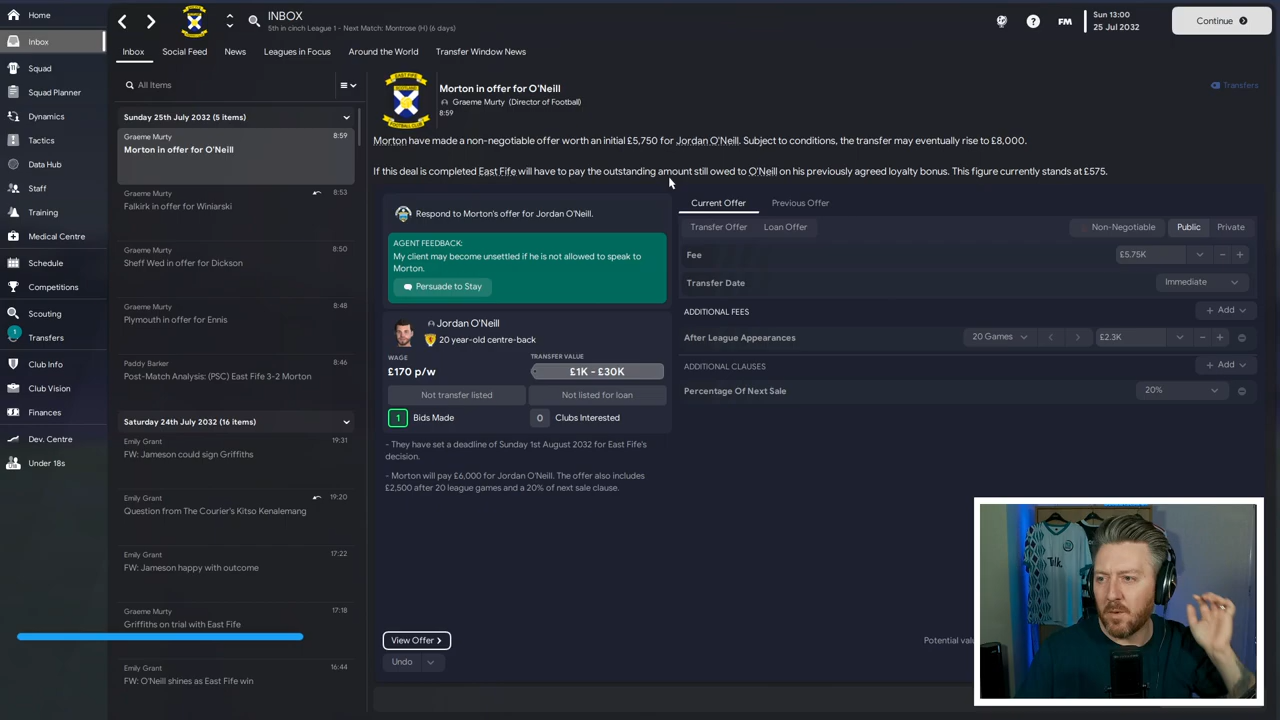 Home
Inbox
Squad
Squad Planner
Dynamics
Tactics
Data Hub
Staff
Training
Medical Centre
Schedule
Competitions
Scouting
1
Transfers
Club Info
Club Vision
Finances
Dev. Centre
Under 18s
INBOX
5th in cinch League 1 - Next Match: Montrose (H) (6 days)
FM
Sun 13:00
25 Jul 2032
Continue
Inbox
Social Feed
News
Leagues in Focus
Around the World
Transfer Window News
All Items
Sunday 25th July 2032 (5 items)
Graeme Murty 8:59
Morton in offer for O'Neill
Graeme Murty 8:53
Falkirk in offer for Winiarski
Graeme Murty 8:50
Sheff Wed in offer for Dickson
Graeme Murty 8:48
Plymouth in offer for Ennis
Paddy Barker 8:46
Post-Match Analysis: (PSC) East Fife 3-2 Morton
Saturday 24th July 2032 (16 items)
Emily Grant 19:31
FW: Jameson could sign Griffiths
Emily Grant 19:20
Question from The Courier's Kitso Kenalemang
Emily Grant 17:22
FW: Jameson happy with outcome
Graeme Murty 17:18
Griffiths on trial with East Fife
Emily Grant 16:44
FW: O'Neill shines as East Fife win
EAST FIFE
SCOTLAND
FOOTBALL CLUB
Morton in offer for O'Neill
Graeme Murty (Director of Football)
8:59
Transfers
Morton have made a non-negotiable offer worth an initial £5,750 for Jordan O'Neill. Subject to conditions, the transfer may eventually rise to £8,000.
If this deal is completed East Fife will have to pay the outstanding amount still owed to O'Neill on his previously agreed loyalty bonus. This figure currently stands at £575.
Respond to Morton's offer for Jordan O'Neill.
AGENT FEEDBACK:
My client may become unsettled if he is not allowed to speak to
Morton.
Persuade to Stay
Jordan O'Neill
20 year-old centre-back
WAGE
£170 p/w
TRANSFER VALUE
£1K - £30K
Not transfer listed
Not listed for loan
1 Bids Made
0 Clubs Interested
- They have set a deadline of Sunday 1st August 2032 for East Fife's
decision.
- Morton will pay £6,000 for Jordan O'Neill. The offer also includes
£2,500 after 20 league games and a 20% of next sale clause.
View Offer
Undo
Current Offer
Previous Offer
Transfer Offer
Loan Offer
Non-Negotiable
Public
Private
Fee £5.75K
Transfer Date Immediate
ADDITIONAL FEES + Add
After League Appearances 20 Games £2.3K
ADDITIONAL CLAUSES + Add
Percentage Of Next Sale 20%
Talk.